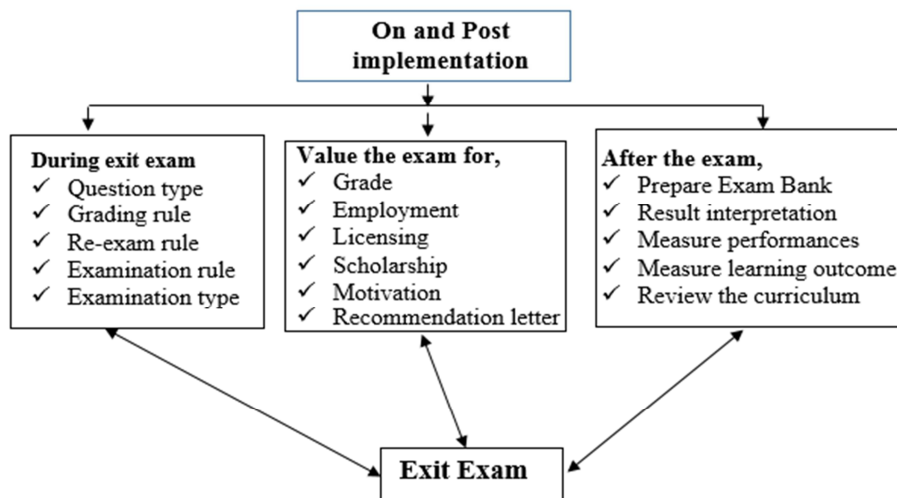 On and Post
implementation
During exit exam
✓ Question type
✓ Grading rule
✓ Re-exam rule
✓ Examination rule
✓ Examination type
Value the exam for,
✓ Grade
✓ Employment
✓ Licensing
✓ Scholarship
✓ Motivation
✓ Recommendation letter
After the exam,
✓ Prepare Exam Bank
✓ Result interpretation
✓ Measure performances
✓ Measure learning outcome
✓ Review the curriculum
Exit Exam